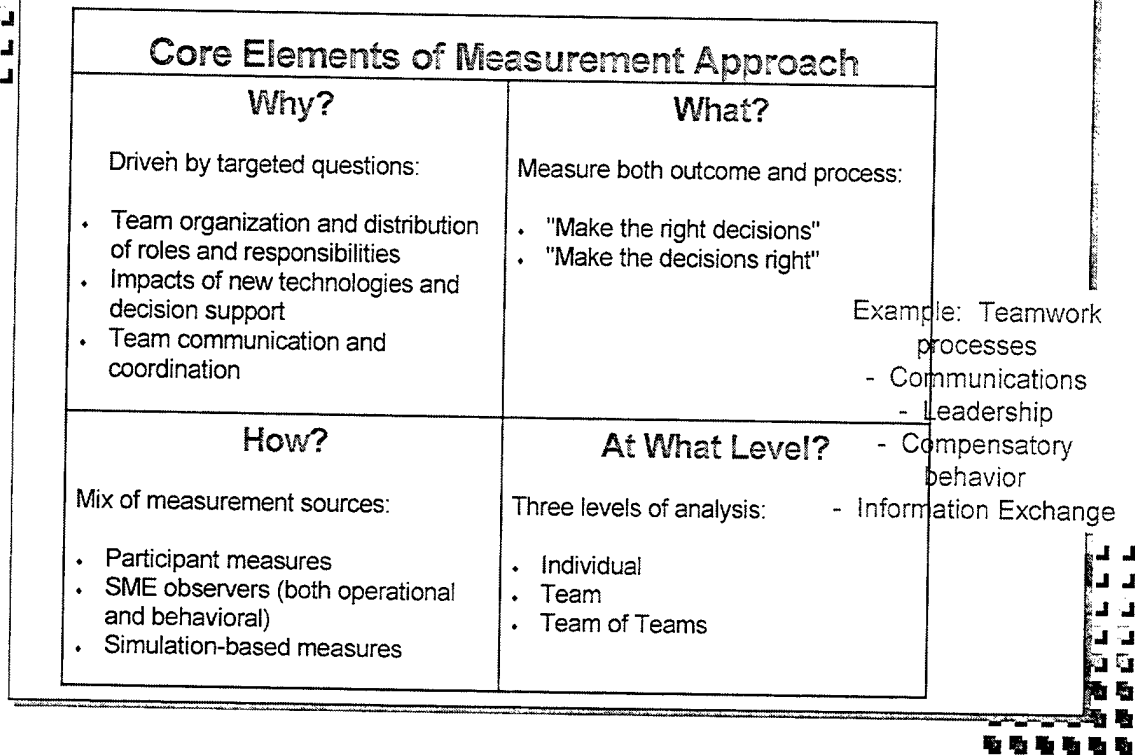 Core Elements of Measurement Approach
Why?
Driven by targeted questions:
• Team organization and distribution
of roles and responsibilities
• Impacts of new technologies and
decision support
• Team communication and
coordination
What?
Measure both outcome and process:
• "Make the right decisions"
• "Make the decisions right"
Example: Teamwork
processes
- Communications
- Leadership
- Compensatory
behavior
- Information Exchange
How?
Mix of measurement sources:
• Participant measures
• SME observers (both operational
and behavioral)
• Simulation-based measures
At What Level?
Three levels of analysis:
• Individual
• Team
• Team of Teams